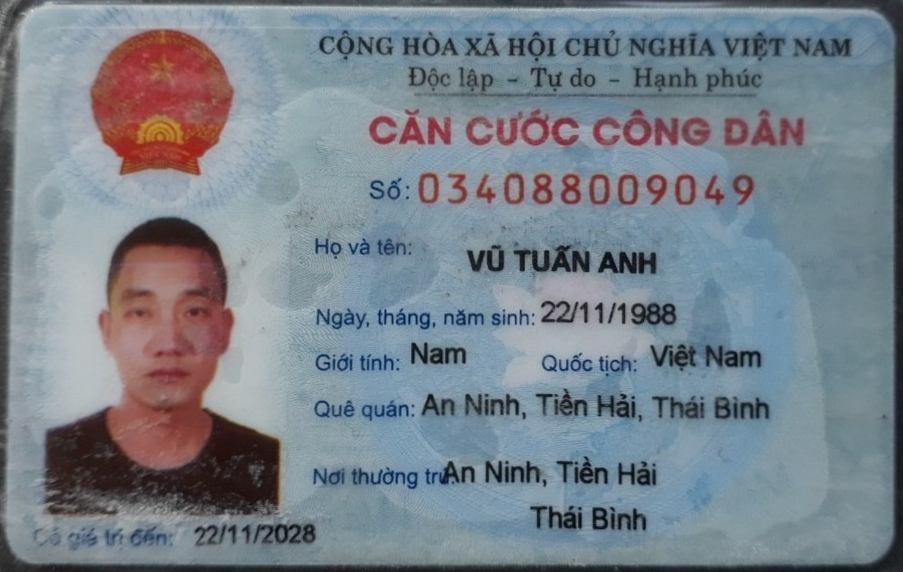 CỘNG HÒA XÃ HỘI CHỦ NGHĨA VIỆT NAM
Độc lập - Tự do - Hạnh phúc
CĂN CƯỚC CÔNG DÂN
Số: 034088009049
Họ và tên: VŨ TUẤN ANH
Ngày, tháng, năm sinh: 22/11/1988
Giới tính: Nam Quốc tịch: Việt Nam
Quê quán: An Ninh, Tiền Hải, Thái Bình
Nơi thường trú: An Ninh, Tiền Hải
Thái Bình
Có giá trị đến: 22/11/2028